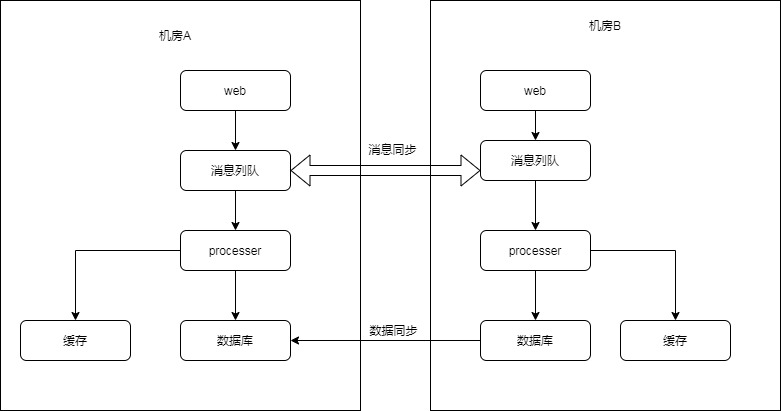 机房A
机房B
web
web
消息同步
消息列队
消息列队
processer
processer
数据同步
缓存
数据库
数据库
缓存